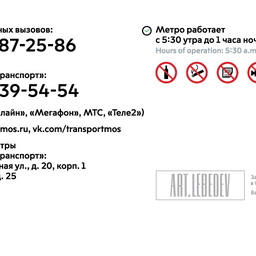 ных вызовов:
87-25-86
ранспорт»:
39-54-54
лайн», «Мегафон», МТС, «Теле2»)
mos.ru, vk.com/transportmos
тры
ранспорт»:
ная ул., д. 20, корп. 1
д. 25
Метро работает
с 5:30 утра до 1 часа ноч
Hours of operation: 5:30 a.m
ART.LEBEDEV